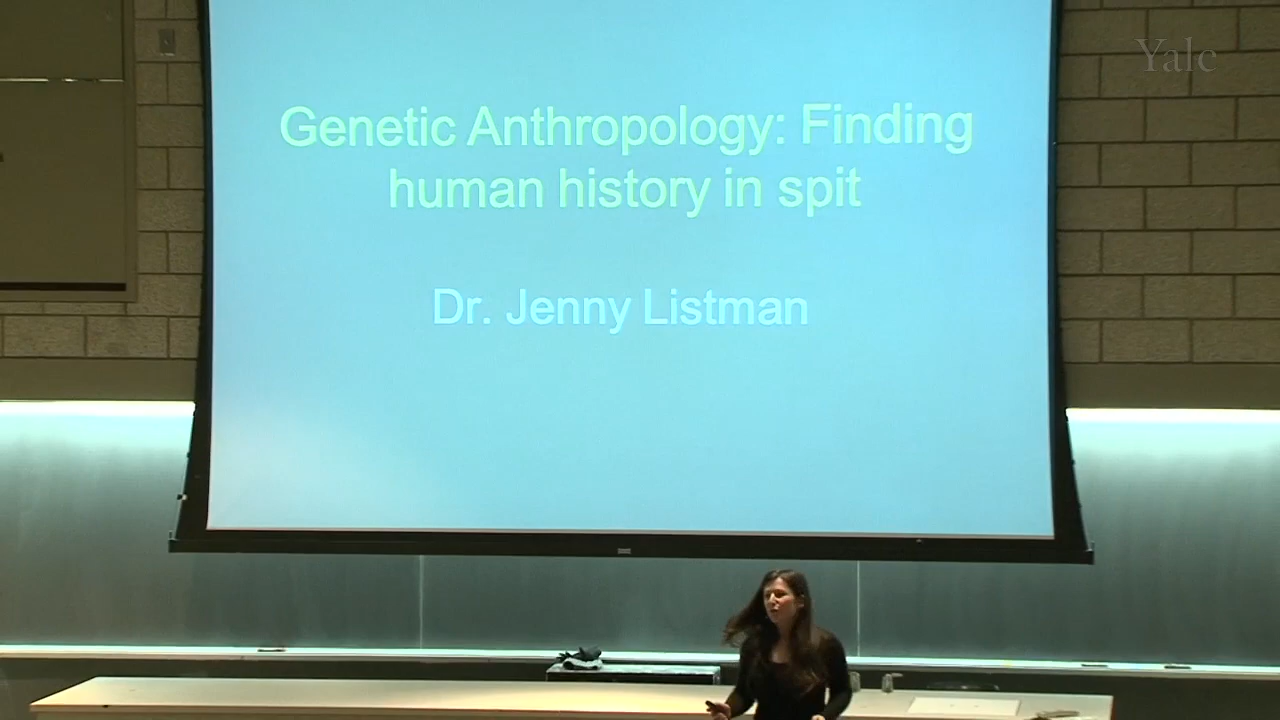 Yale
Genetic Anthropology: Finding
human history in spit
Dr. Jenny Listman